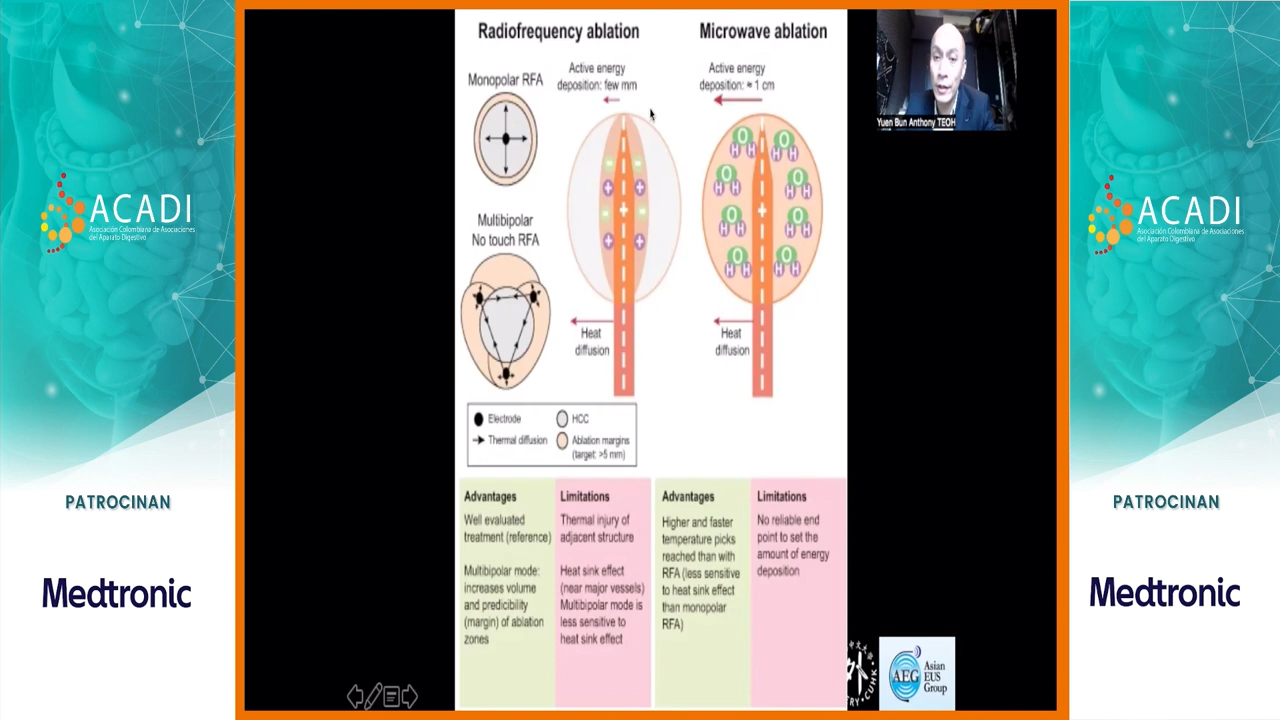 Radiofrequency ablation
Microwave ablation
Monopolar RFA
Active energy
deposition: few mm
Active energy
deposition: ≈ 1 cm
Multibipolar
No touch RFA
Heat
diffusion
Heat
diffusion
Electrode
HCC
Thermal diffusion
Ablation margins
(target: >5 mm)
Advantages
Well evaluated
treatment (reference)
Multibipolar mode:
increases volume
and predicibility
(margin) of ablation
zones
Limitations
Thermal injury of
adjacent structure
Heat sink effect
(near major vessels)
Multibipolar mode is
less sensitive to
heat sink effect
Advantages
Higher and faster
temperature picks
reached than with
RFA (less sensitive
to heat sink effect
than monopolar
RFA)
Limitations
No reliable end
point to set the
amount of energy
deposition
O
H H
O
H H
O
H H
O
H H
O
H H
O
H H
O
H H
O
H H
Yuen Bun Anthony TEOH
CUHK
AEG
Asian
EUS
Group
ACADI
Asociación Colombiana de Asociaciones
del Aparato Digestivo
PATROCINAN
Medtronic
ACADI
Asociación Colombiana de Asociaciones
del Aparato Digestivo
PATROCINAN
Medtronic